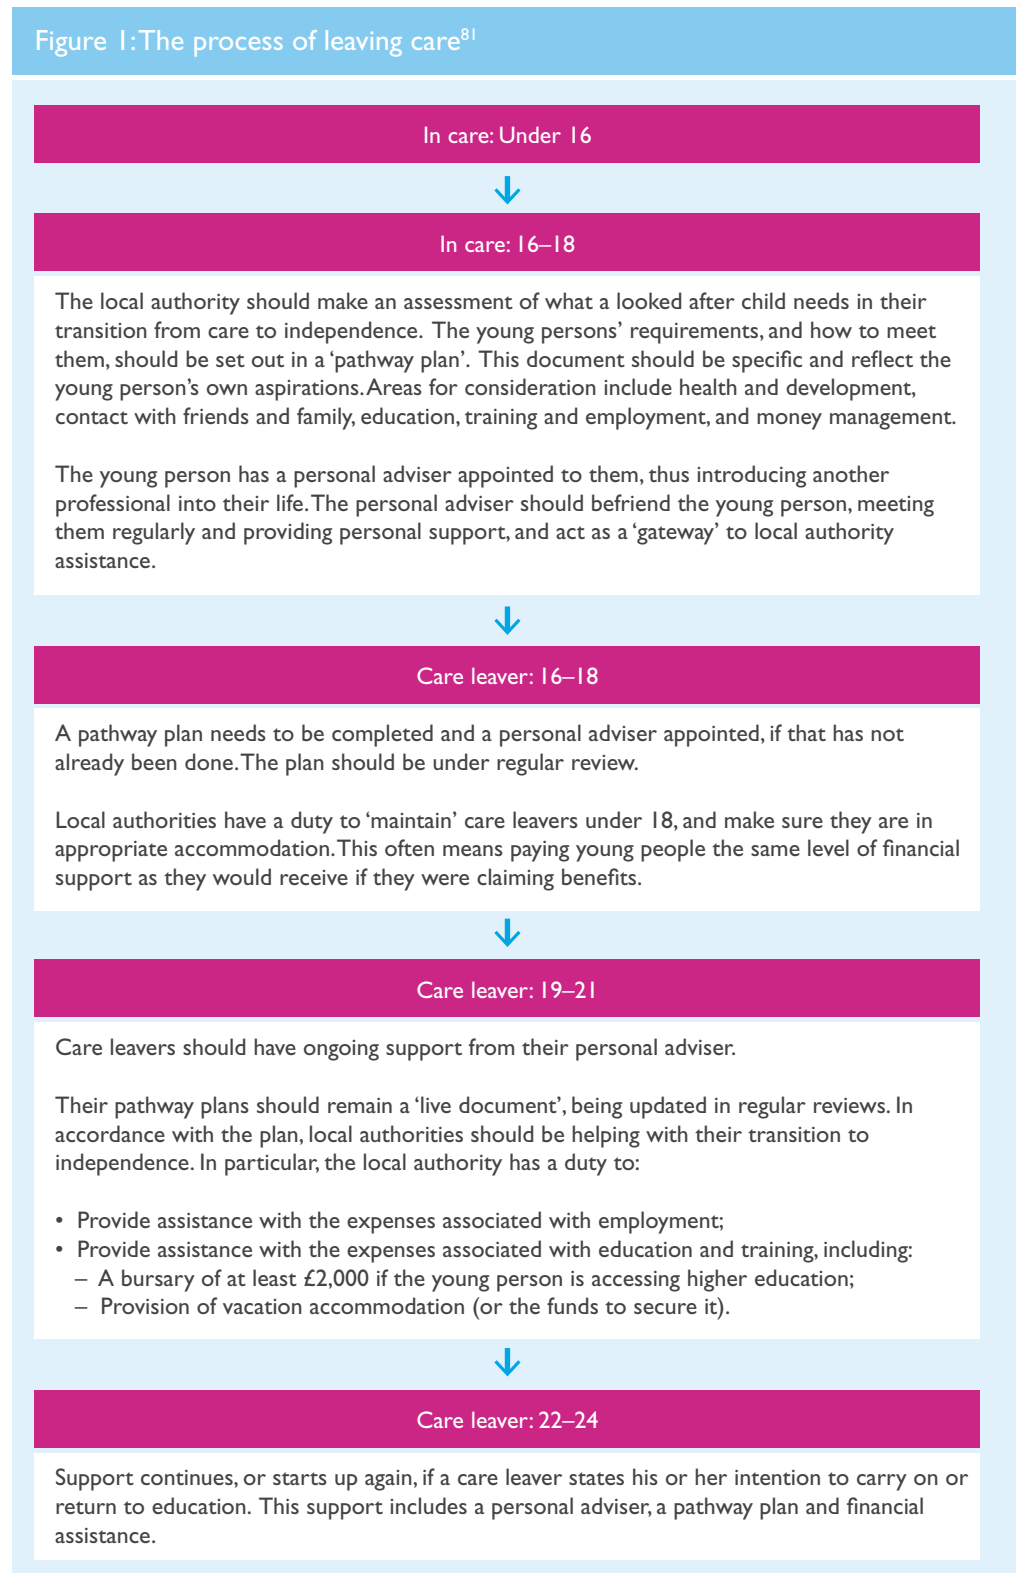 Figure 1: The process of leaving care81
In care: Under 16
In care: 16–18
The local authority should make an assessment of what a looked after child needs in their
transition from care to independence. The young persons’ requirements, and how to meet
them, should be set out in a ‘pathway plan’. This document should be specific and reflect the
young person’s own aspirations. Areas for consideration include health and development,
contact with friends and family, education, training and employment, and money management.
The young person has a personal adviser appointed to them, thus introducing another
professional into their life. The personal adviser should befriend the young person, meeting
them regularly and providing personal support, and act as a ‘gateway’ to local authority
assistance.
Care leaver: 16–18
A pathway plan needs to be completed and a personal adviser appointed, if that has not
already been done. The plan should be under regular review.
Local authorities have a duty to ‘maintain’ care leavers under 18, and make sure they are in
appropriate accommodation. This often means paying young people the same level of financial
support as they would receive if they were claiming benefits.
Care leaver: 19–21
Care leavers should have ongoing support from their personal adviser.
Their pathway plans should remain a ‘live document’, being updated in regular reviews. In
accordance with the plan, local authorities should be helping with their transition to
independence. In particular, the local authority has a duty to:
• Provide assistance with the expenses associated with employment;
• Provide assistance with the expenses associated with education and training, including:
– A bursary of at least £2,000 if the young person is accessing higher education;
– Provision of vacation accommodation (or the funds to secure it).
Care leaver: 22–24
Support continues, or starts up again, if a care leaver states his or her intention to carry on or
return to education. This support includes a personal adviser, a pathway plan and financial
assistance.